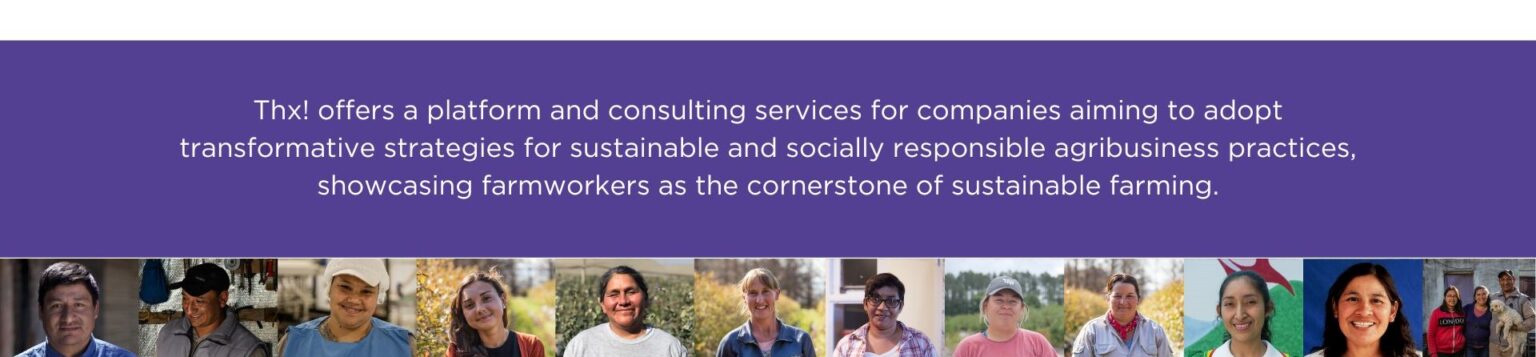 Thx! offers a platform and consulting services for companies aiming to adopt
transformative strategies for sustainable and socially responsible agribusiness practices,
showcasing farmworkers as the cornerstone of sustainable farming.